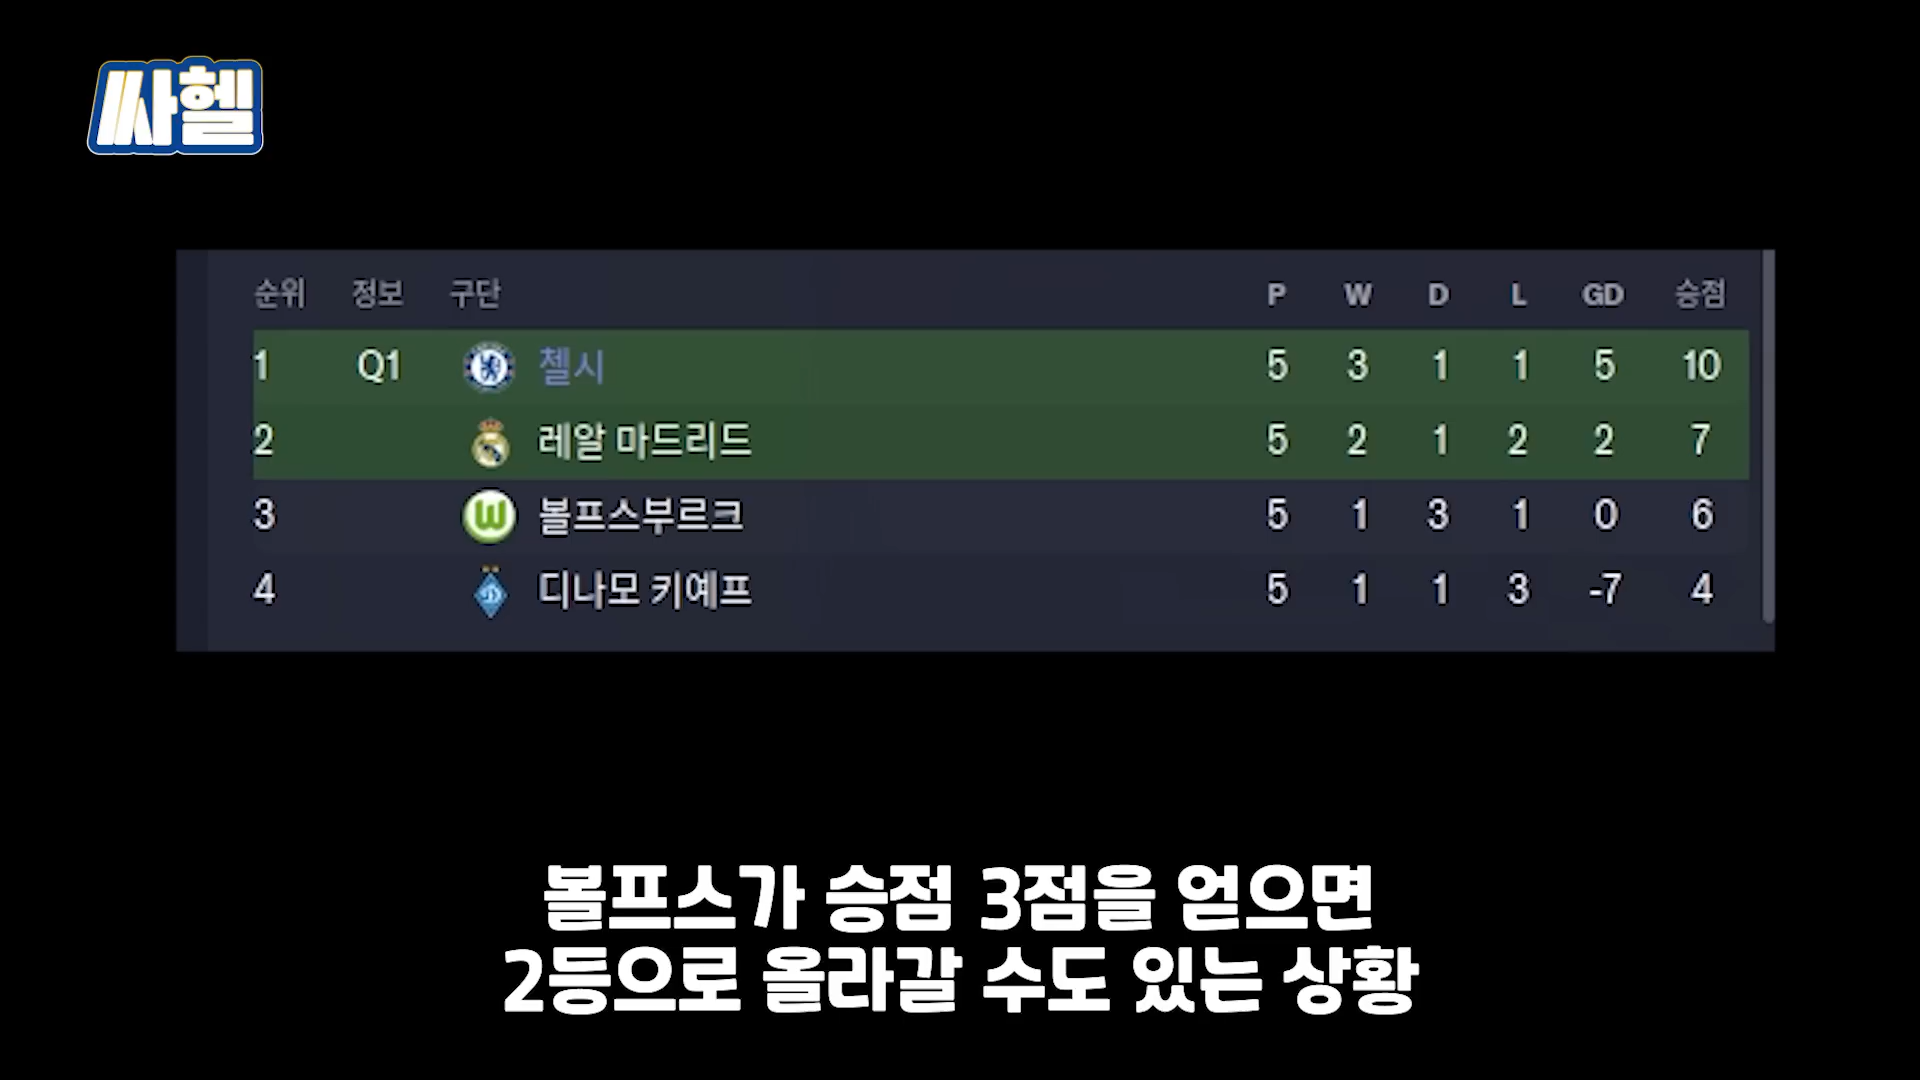 싸헬
순위 정보 구단 P W D L GD 승점
1 Q1 첼시 5 3 1 1 5 10
2 레알 마드리드 5 2 1 2 2 7
3 볼프스부르크 5 1 3 1 0 6
4 디나모 키예프 5 1 1 3 -7 4
볼프스가 승점 3점을 얻으면
2등으로 올라갈 수도 있는 상황